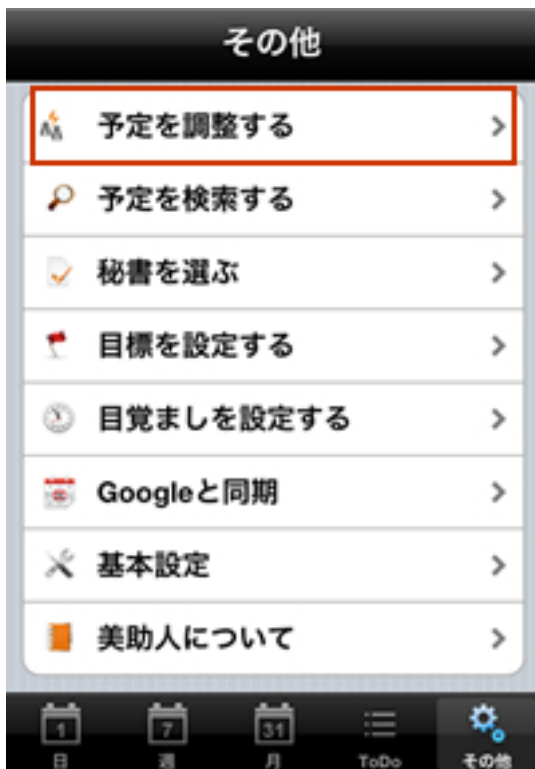 その他
予定を調整する
予定を検索する
秘書を選ぶ
目標を設定する
目覚ましを設定する
Googleと同期
基本設定
美助人について
1
7
31
日
週
月
ToDo
その他